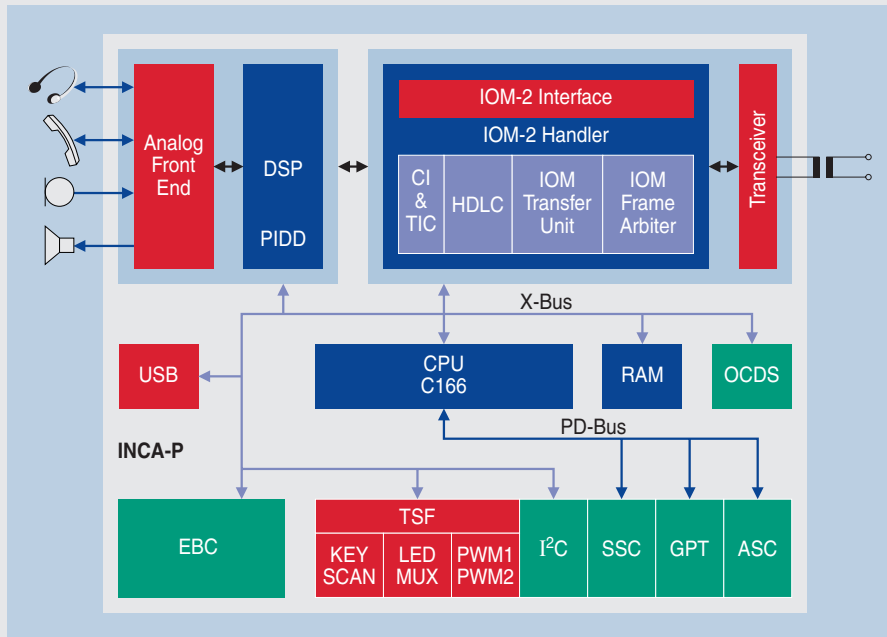 IOM-2 Interface
IOM-2 Handler
Analog
Front
End
DSP
PIDD
CI
&
TIC
HDLC
IOM
Transfer
Unit
IOM
Frame
Arbiter
Transceiver
X-Bus
USB
CPU
C166
RAM
OCDS
PD-Bus
INCA-P
EBC
TSF
KEY
SCAN
LED
MUX
PWM1
PWM2
I²C
SSC
GPT
ASC